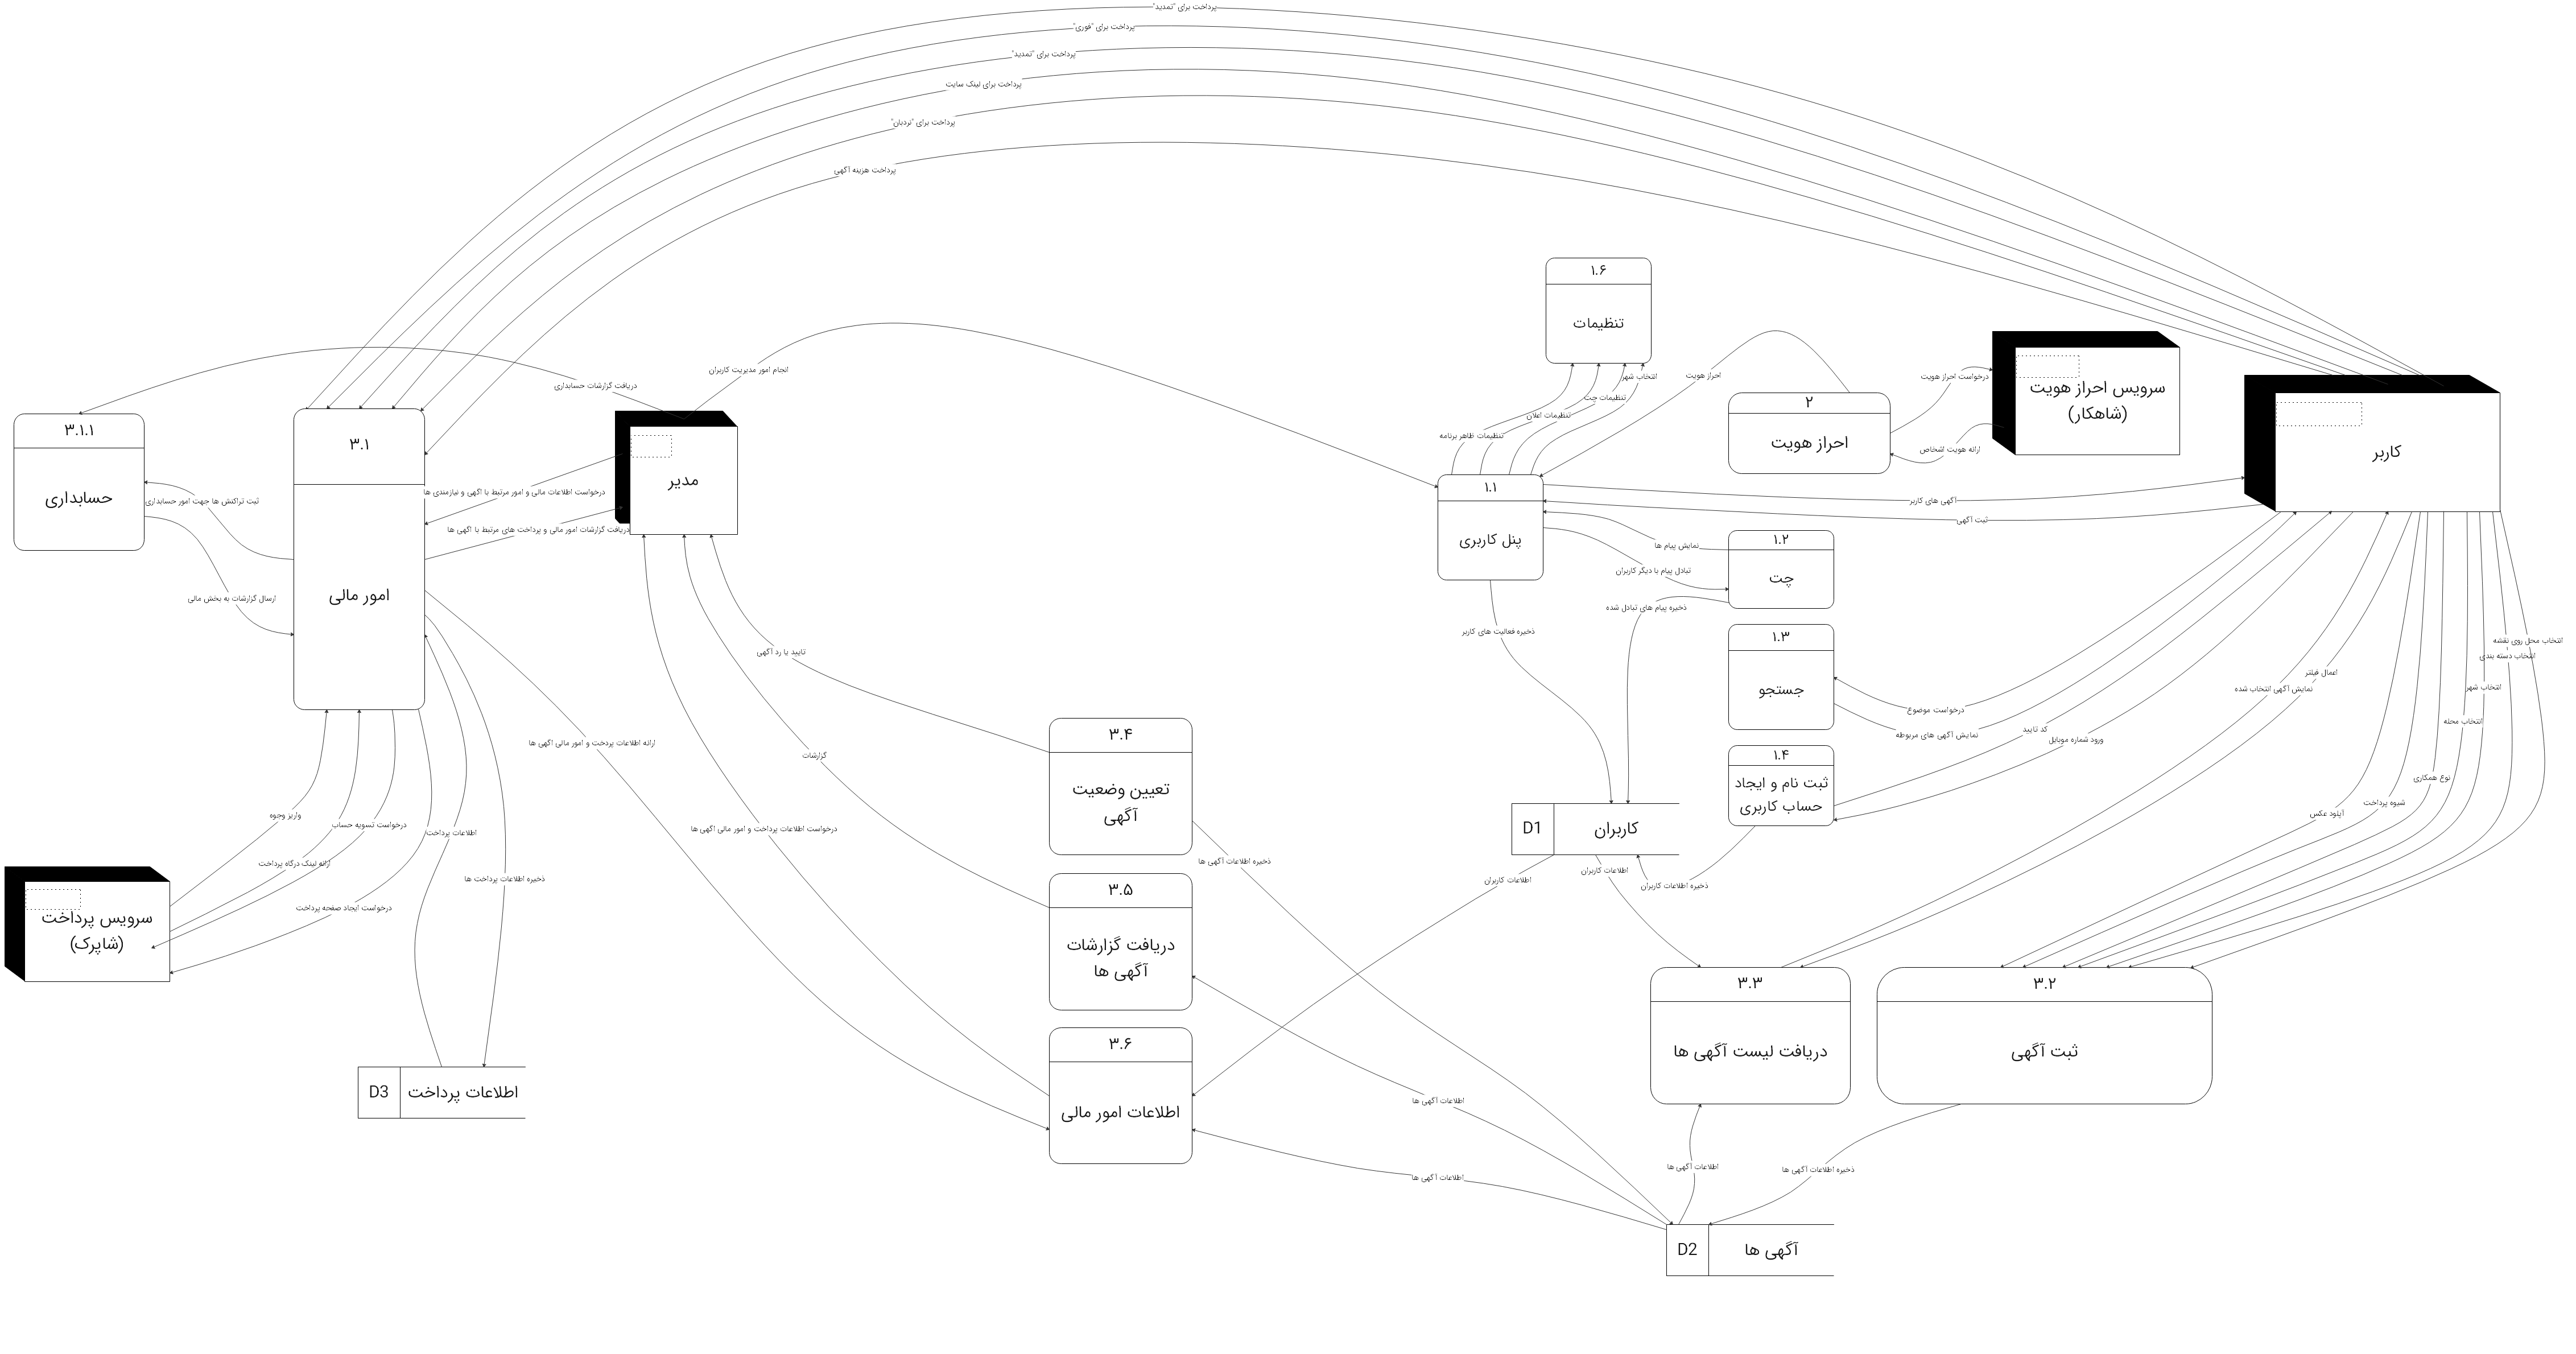 پرداخت برای "تمدید"
پرداخت برای "فوری"
پرداخت برای "تمدید"
پرداخت برای لینک سایت
پرداخت برای "نردبان"
پرداخت هزینه آگهی
۱.۶
تنظیمات
انتخاب شهر
تنظیمات چت
تنظیمات اعلان
تنظیمات ظاهر برنامه
احراز هویت
۲
احراز هویت
درخواست احراز هویت
ارائه هویت اشخاص
سرویس احراز هویت
(شاهکار)
کاربر
انجام امور مدیریت کاربران
دریافت گزارشات حسابداری
۳.۱.۱
حسابداری
ثبت تراکنش ها جهت امور حسابداری
ارسال گزارشات به بخش مالی
۳.۱
امور مالی
مدیر
درخواست اطلاعات مالی و امور مرتبط با آگهی و نیازمندی ها
دریافت گزارشات امور مالی و پرداخت های مرتبط با آگهی ها
۱.۱
پنل کاربری
آگهی های کاربر
ثبت آگهی
نمایش پیام ها
تبادل پیام با دیگر کاربران
ذخیره پیام های تبادل شده
ذخیره فعالیت های کاربر
۱.۲
چت
۱.۳
جستجو
درخواست موضوع
نمایش آگهی های مربوطه
۱.۴
ثبت نام و ایجاد
حساب کاربری
کد تایید
ورود شماره موبایل
نمایش آگهی انتخاب شده
اعمال فیلتر
انتخاب محل روی نقشه
انتخاب دسته بندی
انتخاب شهر
انتخاب محله
نوع همکاری
شیوه پرداخت
آپلود عکس
تایید یا رد آگهی
گزارشات
ارائه اطلاعات پردخت و امور مالی آگهی ها
درخواست اطلاعات پرداخت و امور مالی آگهی ها
۳.۴
تعیین وضعیت
آگهی
۳.۵
دریافت گزارشات
آگهی ها
۳.۶
اطلاعات امور مالی
ذخیره اطلاعات آگهی ها
D1
کاربران
اطلاعات کاربران
اطلاعات کاربران
ذخیره اطلاعات کاربران
واریز وجوه
درخواست تسویه حساب
ارائه لینک درگاه پرداخت
درخواست ایجاد صفحه پرداخت
اطلاعات پرداخت
ذخیره اطلاعات پرداخت ها
سرویس پرداخت
(شاپرک)
D3
اطلاعات پرداخت
۳.۳
دریافت لیست آگهی ها
۳.۲
ثبت آگهی
اطلاعات آگهی ها
اطلاعات آگهی ها
اطلاعات آگهی ها
ذخیره اطلاعات آگهی ها
D2
آگهی ها